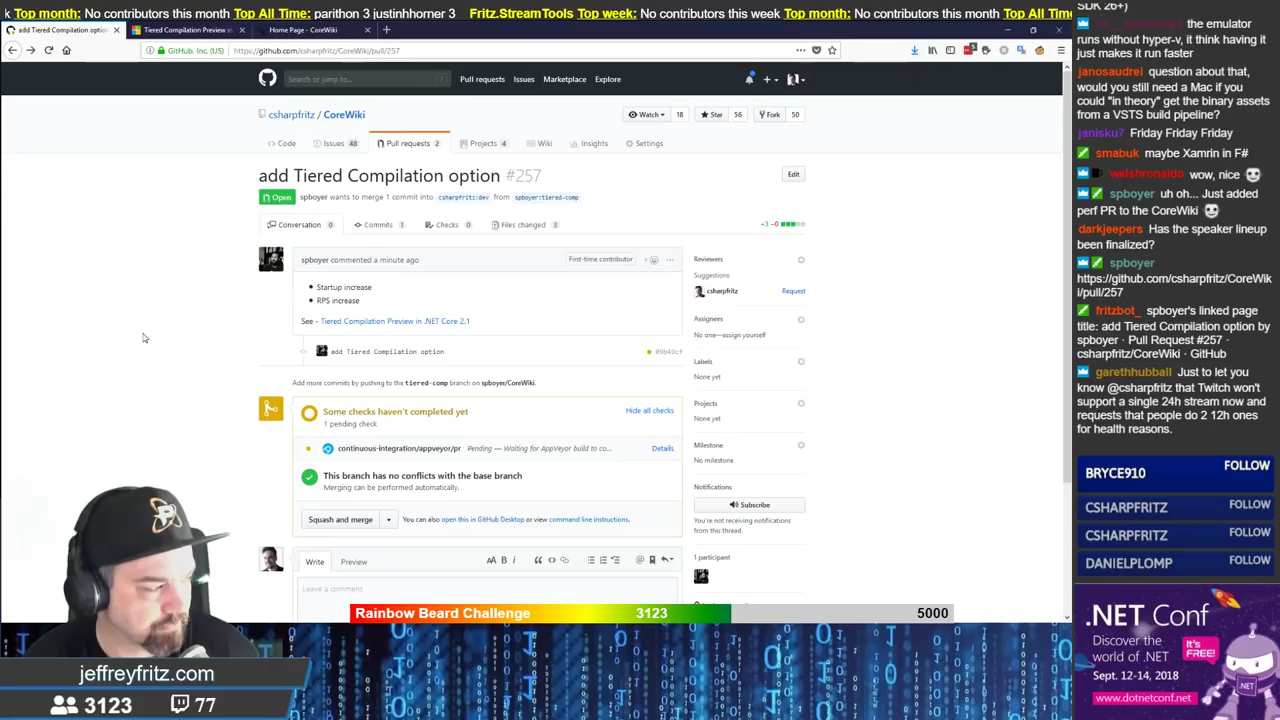 top month: No contributors this month Top All Time: parithon 3 justinhhorner 3 Fritz.StreamTools Top week: No contributors this week Top month: No contributors this month Top All Tim
add Tiered Compilation option
Tiered Compilation Preview in
Home Page - CoreWiki
GitHub, Inc. (US)
https://github.com/csharpfritz/CoreWiki/pull/257
Search or jump to...
Pull requests
Issues
Marketplace
Explore
csharpfritz / CoreWiki
Watch 18
Star 56
Fork 50
Code
Issues 48
Pull requests 2
Projects 4
Wiki
Insights
Settings
add Tiered Compilation option #257
Edit
Open
spboyer wants to merge 1 commit into csharpfritz:dev from spboyer:tiered-comp
Conversation 0
Commits 1
Checks 0
Files changed 3
+3 -0
spboyer commented a minute ago
First-time contributor
Startup increase
RPS increase
See - Tiered Compilation Preview in .NET Core 2.1
add Tiered Compilation option
Add more commits by pushing to the tiered-comp branch on spboyer/CoreWiki.
Some checks haven't completed yet
Hide all checks
1 pending check
continuous-integration/appveyor/pr Pending — Waiting for AppVeyor build to co...
Details
This branch has no conflicts with the base branch
Merging can be performed automatically.
Squash and merge
You can also open this in GitHub Desktop or view command line instructions.
Write
Preview
Leave a comment
Reviewers
Suggestions
csharpfritz
Request
Assignees
No one—assign yourself
Labels
None yet
Projects
None yet
Milestone
No milestone
Notifications
Subscribe
You're not receiving notifications
from this thread.
1 participant
Rainbow Beard Challenge 3123 5000
jeffreyfritz.com
3123 77
SDK 26+)
the emulator
runs without hyper-v, i think having it
just makes it run faster
janosaudrei question about that,
would you still need a Mac if you
could "in theory" get the binary assets
from a VSTS build pipeline?
janisku7 Friday Friday Friday
smabuk maybe Xamrin in F#
welshronaldo wow, nice
spboyer uh o... Just a
perf PR to the CoreWiki
darkjeepers Has the speaker lineup
been finalized?
spboyer
https://github.com/csharpfritz/CoreWik
i/pull/257
fritzbot_ spboyer's linked page
title: add Tiered Compilation option by
spboyer · Pull Request #257 ·
csharpfritz/CoreWiki · GitHub
garethhubball Just to let you
know @csharpfritz that Twitch won't
support a single 24h stream now and
requests that people do 2 12h ones
for health reasons.
BRYCE910 FOLLOW
CSHARPFRITZ FOLLOW
CSHARPFRITZ FOLLOW
DANIELPLOMP FOLLOW
.NET Conf
Discover the
world of .NET
It's
FREE!
Sept. 12-14, 2018
www.dotnetconf.net
.NET